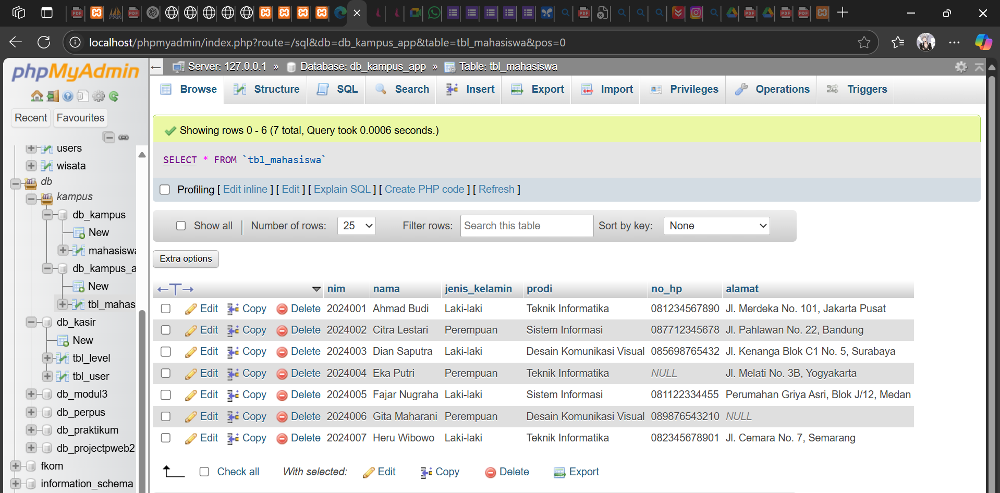 localhost/phpmyadmin/index.php?route=/sql&db=db_kampus_app&table=tbl_mahasiswa&pos=0
phpMyAdmin
Recent Favourites
users
wisata
db
kampus
db_kampus
New
mahasiswa
db_kampus_a
New
tbl_mahas
db_kasir
New
tbl_level
tbl_user
db_modul3
db_perpus
db_praktikum
db_projectpweb2
fkom
information_schema
Server: 127.0.0.1 » Database: db_kampus_app » Table: tbl_mahasiswa
Browse Structure SQL Search Insert Export Import Privileges Operations Triggers
Showing rows 0 - 6 (7 total, Query took 0.0006 seconds.)
SELECT * FROM `tbl_mahasiswa`
Profiling [ Edit inline ] [ Edit ] [ Explain SQL ] [ Create PHP code ] [ Refresh ]
Show all | Number of rows: 25 Filter rows: Search this table Sort by key: None
Extra options
←T→ nim nama jenis_kelamin prodi no_hp alamat
Edit Copy Delete 2024001 Ahmad Budi Laki-laki Teknik Informatika 081234567890 Jl. Merdeka No. 101, Jakarta Pusat
Edit Copy Delete 2024002 Citra Lestari Perempuan Sistem Informasi 087712345678 Jl. Pahlawan No. 22, Bandung
Edit Copy Delete 2024003 Dian Saputra Laki-laki Desain Komunikasi Visual 085698765432 Jl. Kenanga Blok C1 No. 5, Surabaya
Edit Copy Delete 2024004 Eka Putri Perempuan Teknik Informatika NULL Jl. Melati No. 3B, Yogyakarta
Edit Copy Delete 2024005 Fajar Nugraha Laki-laki Sistem Informasi 081122334455 Perumahan Griya Asri, Blok J/12, Medan
Edit Copy Delete 2024006 Gita Maharani Perempuan Desain Komunikasi Visual 089876543210 NULL
Edit Copy Delete 2024007 Heru Wibowo Laki-laki Teknik Informatika 082345678901 Jl. Cemara No. 7, Semarang
Check all With selected: Edit Copy Delete Export